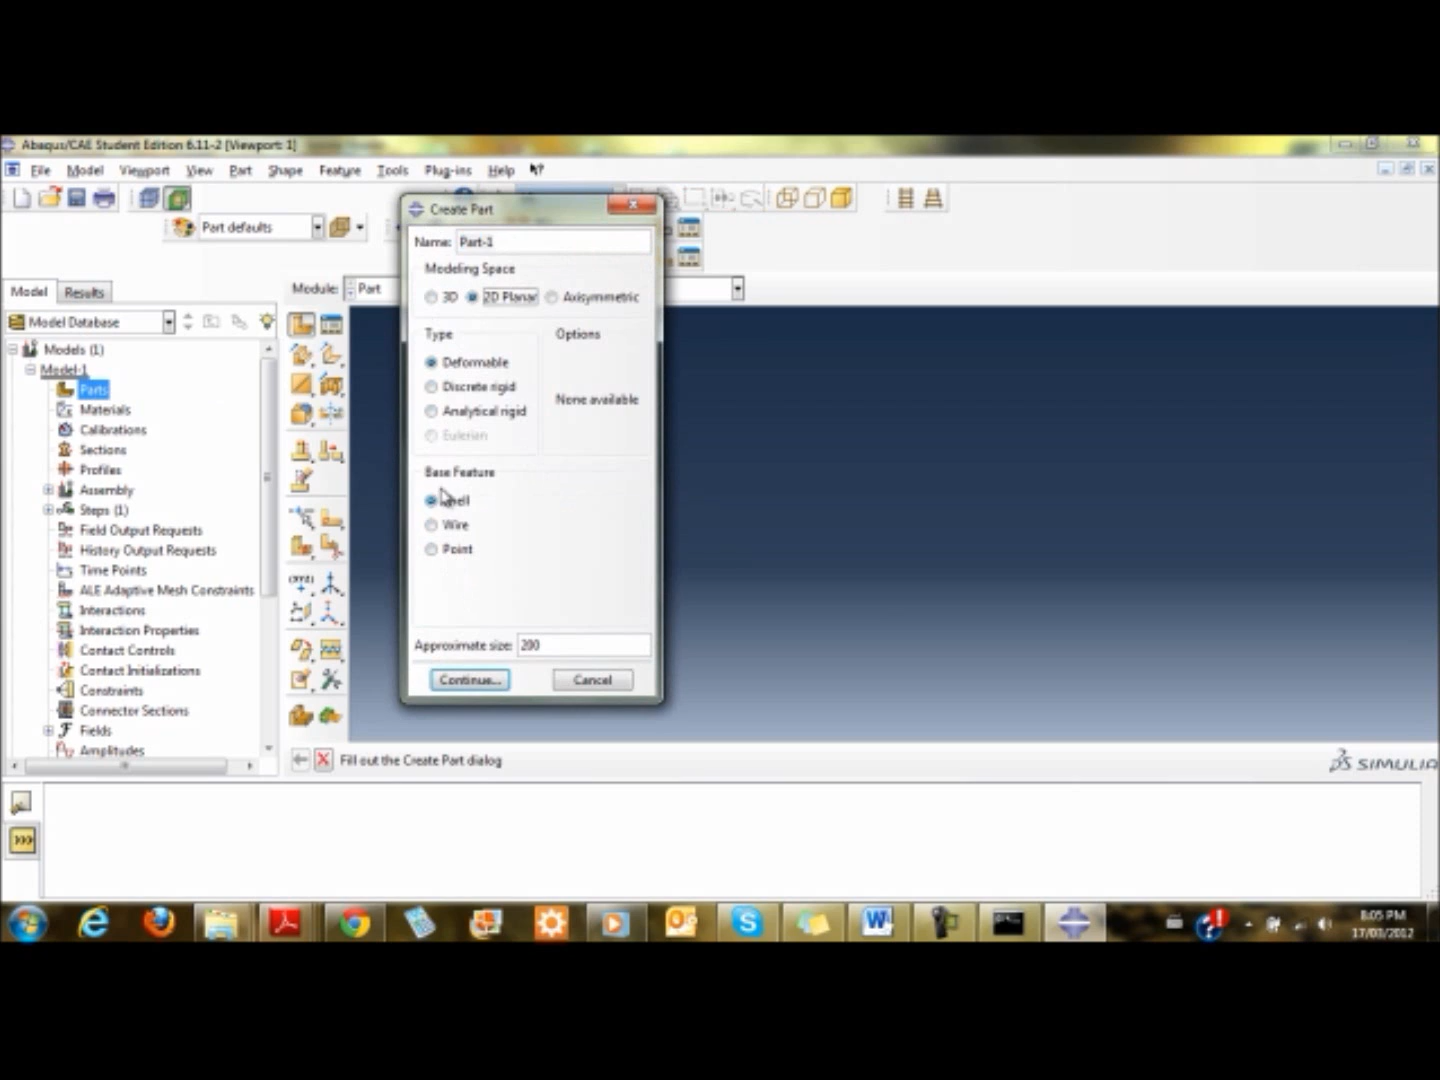 Abaqus/CAE Student Edition 6.11-2 [Viewport: 1]
File Model Viewport View Part Shape Feature Tools Plug-ins Help
Part defaults
Create Part
Name: Part-1
Modeling Space
3D 2D Planar Axisymmetric
Type Options
Deformable
Discrete rigid
Analytical rigid
Eulerian
None available
Base Feature
Shell
Wire
Point
Approximate size: 200
Continue... Cancel
Model Results
Module: Part
Model Database
Models (1)
Model-1
Parts
Materials
Calibrations
Sections
Profiles
Assembly
Steps (1)
Field Output Requests
History Output Requests
Time Points
ALE Adaptive Mesh Constraints
Interactions
Interaction Properties
Contact Controls
Contact Initializations
Constraints
Connector Sections
Fields
Amplitudes
Fill out the Create Part dialog
SIMULIA
8:05 PM
17/03/2012